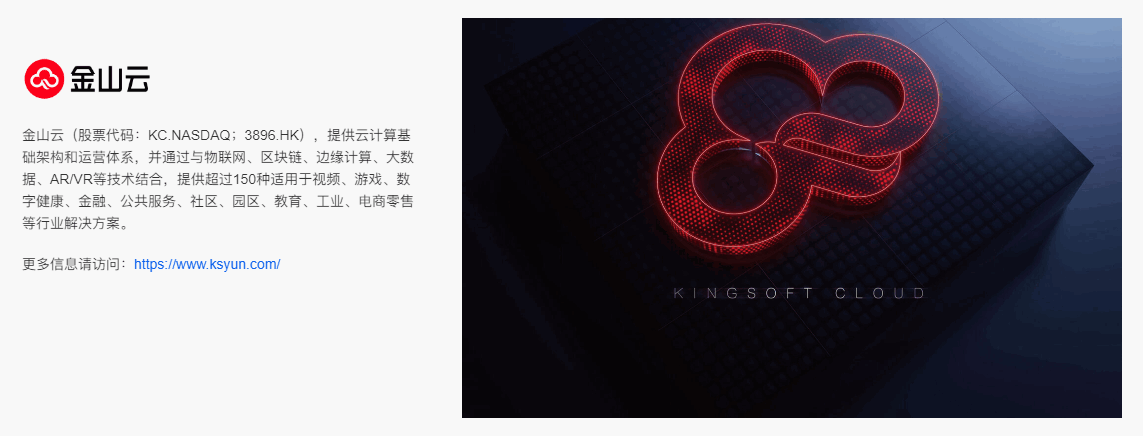 金山云
金山云（股票代码：KC.NASDAQ；3896.HK），提供云计算基
础架构和运营体系，并通过与物联网、区块链、边缘计算、大数
据、AR/VR等技术结合，提供超过150种适用于视频、游戏、数
字健康、金融、公共服务、社区、园区、教育、工业、电商零售
等行业解决方案。
更多信息请访问：https://www.ksyun.com/
KINGSOFT CLOUD